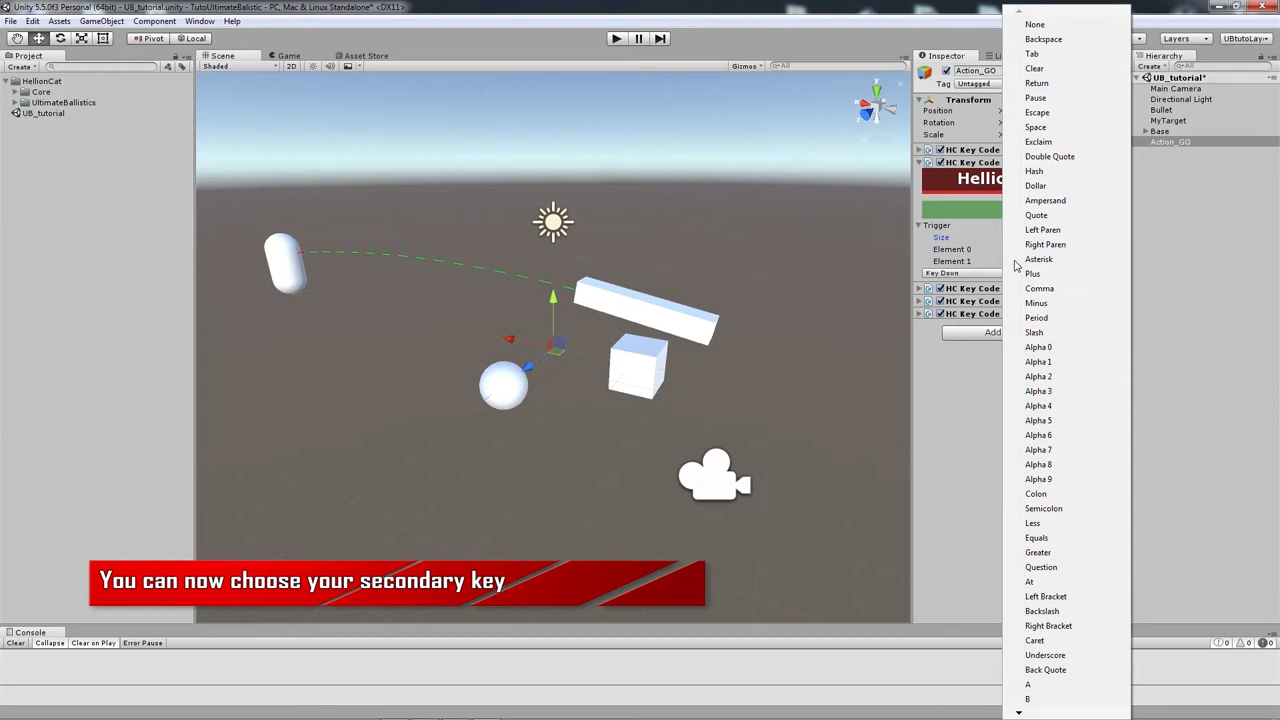 Unity 5.5.0f3 Personal (64bit) - UB_tutorial.unity - TutoUltimateBalistic - PC, Mac & Linux Standalone* <DX11>
File Edit Assets GameObject Component Window Help
Pivot Local
Layers UBtutoLay
Project
Create
HellionCat
Core
UltimateBallistics
UB_tutorial
Scene Game Asset Store
Shaded 2D Gizmos All
Inspector
Action_GO
Tag Untagged
Transform
Position
Rotation
Scale
HC Key Code
HC Key Code
Hellio
Trigger
Size
Element 0
Element 1
Key Down
HC Key Code
HC Key Code
HC Key Code
Add
None
Backspace
Tab
Clear
Return
Pause
Escape
Space
Exclaim
Double Quote
Hash
Dollar
Ampersand
Quote
Left Paren
Right Paren
Asterisk
Plus
Comma
Minus
Period
Slash
Alpha 0
Alpha 1
Alpha 2
Alpha 3
Alpha 4
Alpha 5
Alpha 6
Alpha 7
Alpha 8
Alpha 9
Colon
Semicolon
Less
Equals
Greater
Question
At
Left Bracket
Backslash
Right Bracket
Caret
Underscore
Back Quote
A
B
Hierarchy
Create All
UB_tutorial*
Main Camera
Directional Light
Bullet
MyTarget
Base
Action_GO
You can now choose your secondary key
Console
Clear Collapse Clear on Play Error Pause
0 0 0